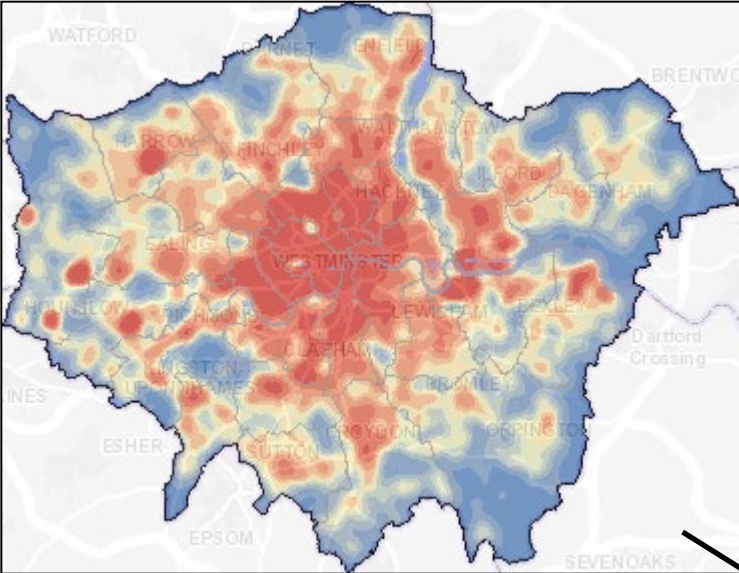 WATFORD
BARNET
ENFIELD
BRENTWO
HARROW
FINCHLEY
WALTHAMSTOW
ILFORD
HACKNEY
DAGENHAM
EALING
WESTMINSTER
HOUNSLOW
RICHMOND
LEWISHAM
BEXLEY
Dartford
Crossing
CLAPHAM
KINGSTON
UPON THAMES
BROMLEY
INES
ESHER
SUTTON
CROYDON
ORPINGTON
EPSOM
SEVENOAKS